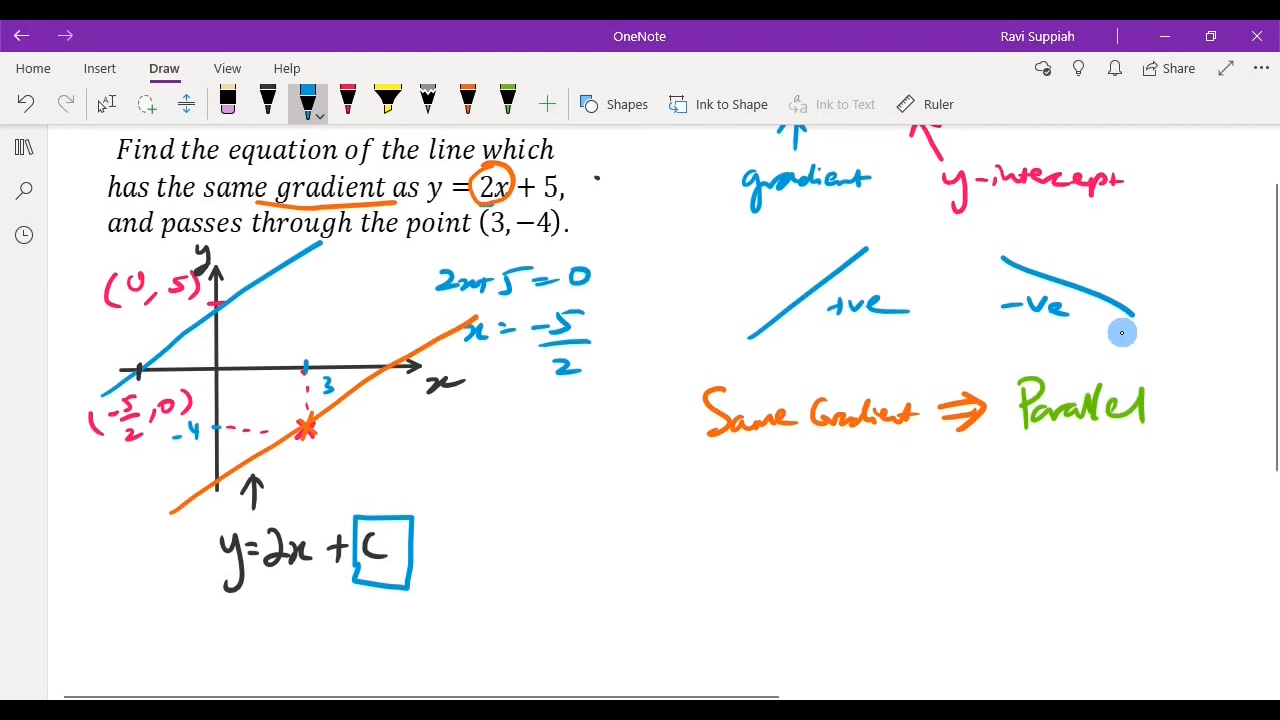 OneNote
Ravi Suppiah
Home Insert Draw View Help
Share
Shapes Ink to Shape Ink to Text Ruler
Find the equation of the line which
has the same gradient as y = 2x + 5,
and passes through the point (3, −4).
gradient
y-intercept
y
(0, 5)
2x+5=0
x = -5/2
+ve
-ve
3
x
(-5/2, 0)
-4
Same Gradient ⇒ Parallel
y=2x + c